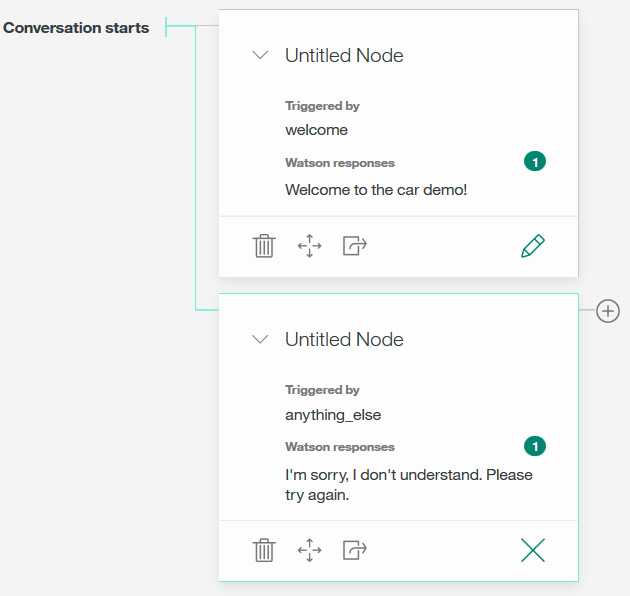 Conversation starts
Untitled Node
Triggered by
welcome
Watson responses
1
Welcome to the car demo!
Untitled Node
Triggered by
anything_else
Watson responses
1
I'm sorry, I don't understand. Please
try again.